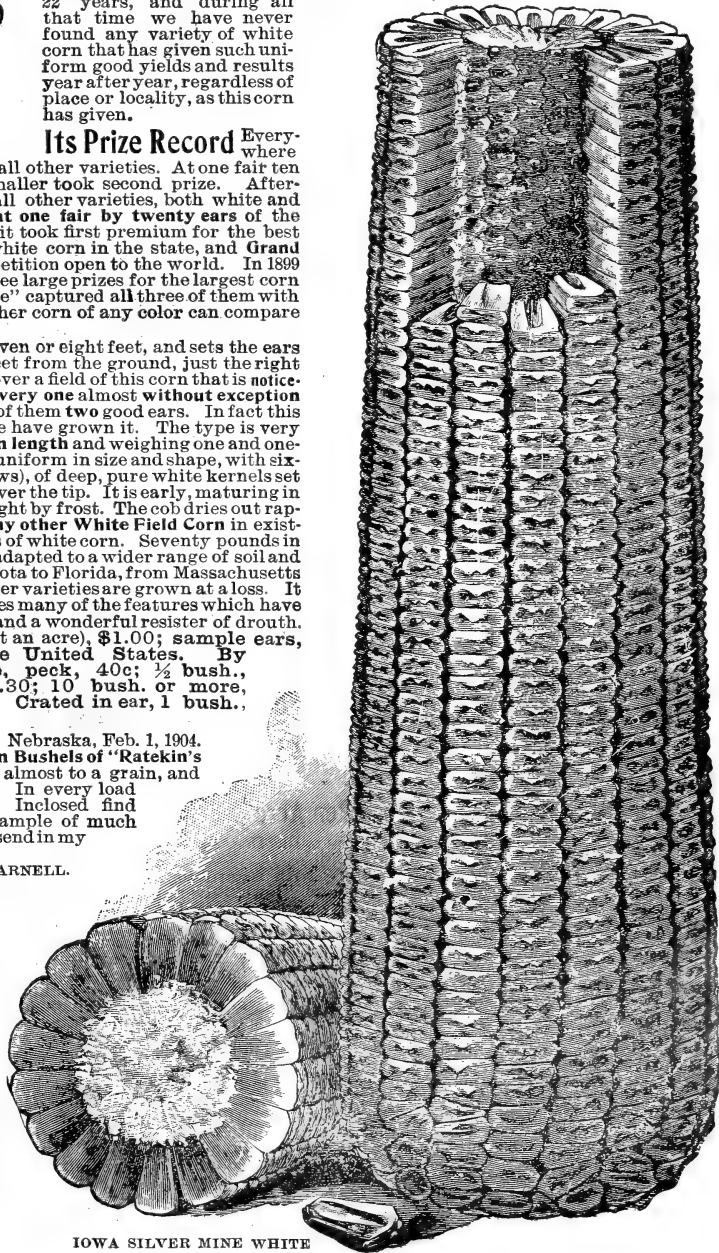 22 years, and during all
that time we have never
found any variety of white
corn that has given such uni-
form good yields and results
year after year, regardless of
place or locality, as this corn
has given.
Its Prize Record Every-
where
all other varieties. At one fair ten
maller took second prize. After-
all other varieties, both white and
at one fair by twenty ears of the
it took first premium for the best
white corn in the state, and Grand
petition open to the world. In 1899
ree large prizes for the largest corn
e" captured all three of them with
her corn of any color can compare
ven or eight feet, and sets the ears
et from the ground, just the right
ver a field of this corn that is notice-
very one almost without exception
of them two good ears. In fact this
e have grown it. The type is very
n length and weighing one and one-
uniform in size and shape, with six-
ws), of deep, pure white kernels set
ver the tip. It is early, maturing in
ght by frost. The cob dries out rap-
ny other White Field Corn in exist-
s of white corn. Seventy pounds in
adapted to a wider range of soil and
ota to Florida, from Massachusetts
er varieties are grown at a loss. It
es many of the features which have
and a wonderful resister of drouth.
t an acre), $1.00; sample ears,
e United States. By
, peck, 40c; ½ bush.,
.30; 10 bush. or more,
Crated in ear, 1 bush.,
Nebraska, Feb. 1, 1904.
n Bushels of "Ratekin's
almost to a grain, and
In every load
Inclosed find
ample of much
send in my
ARNELL.
IOWA SILVER MINE WHITE